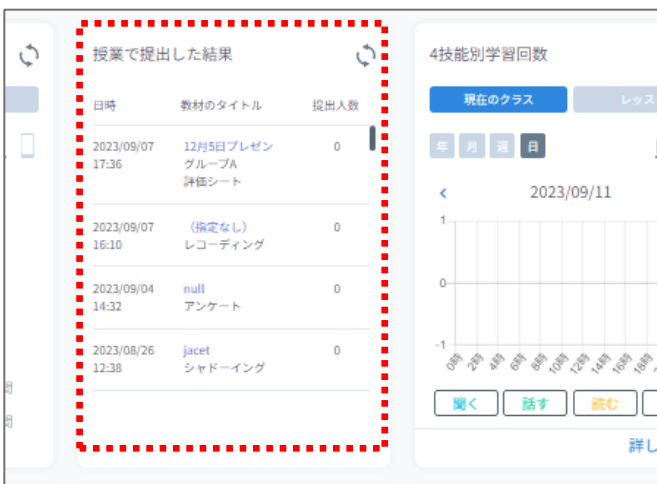 授業で提出した結果
日時 教材のタイトル 提出人数
2023/09/07 12月5日プレゼン 0
17:36 グループA
評価シート
2023/09/07 （指定なし） 0
16:10 レコーディング
2023/09/04 null 0
14:32 アンケート
2023/08/26 jacet 0
12:38 シャドーイング
4技能別学習回数
現在のクラス レッス
年 月 週 日
< 2023/09/11
1
0
-1
0時 2時 4時 6時 8時 10時 12時 14時 16時 18時
聞く 話す 読む
詳し